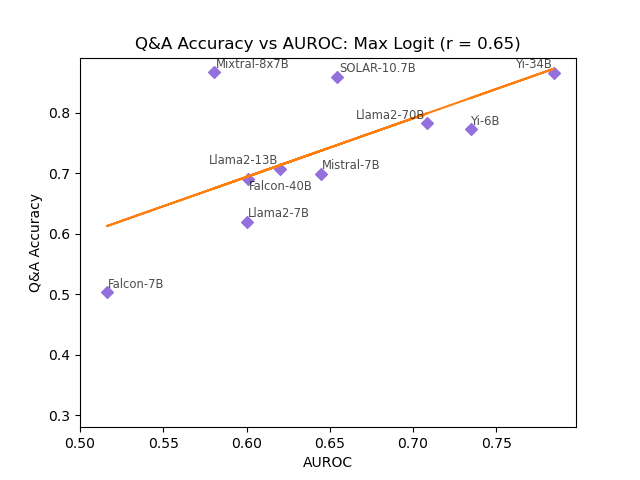 Q&A Accuracy vs AUROC: Max Logit (r = 0.65)
Mixtral-8x7B
SOLAR-10.7B
Yi-34B
Llama2-70B
Yi-6B
Llama2-13B
Mistral-7B
Falcon-40B
Llama2-7B
Falcon-7B
Q&A Accuracy
0.8
0.7
0.6
0.5
0.4
0.3
0.50
0.55
0.60
0.65
0.70
0.75
AUROC